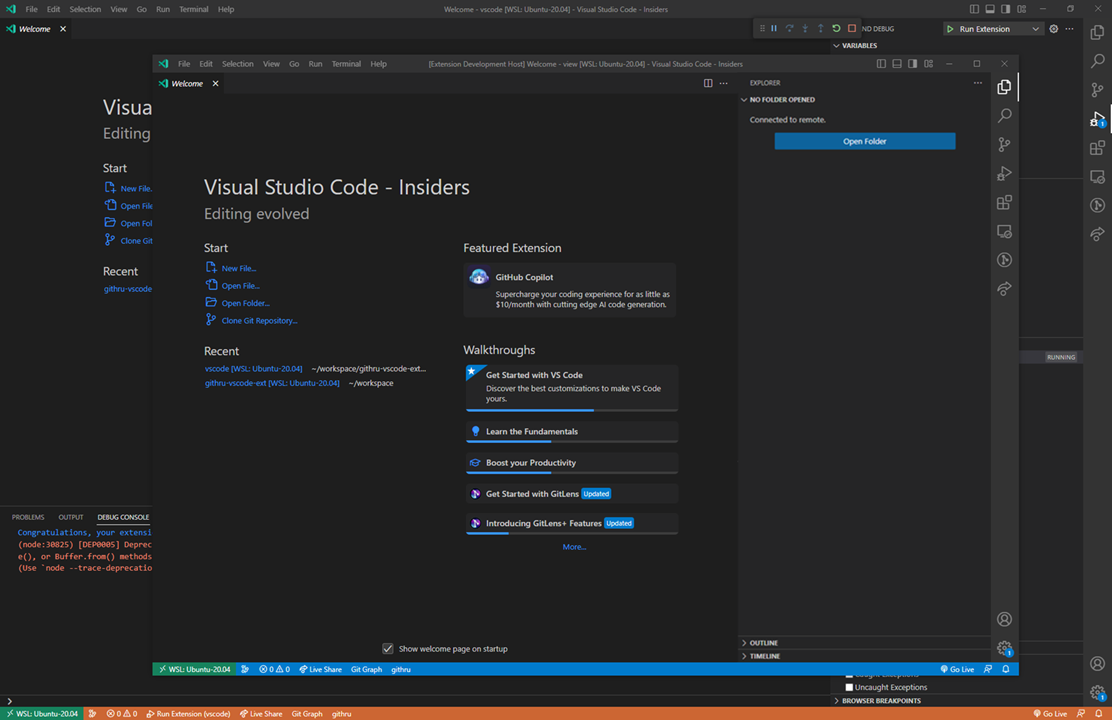 File Edit Selection View Go Run Terminal Help
Welcome - vscode [WSL: Ubuntu-20.04] - Visual Studio Code - Insiders
Welcome
ND DEBUG
Run Extension
VARIABLES
Visua
Editing
Start
New File.
Open File
Open Fol
Clone Git
Recent
githru-vscode
File Edit Selection View Go Run Terminal Help
[Extension Development Host] Welcome - view [WSL: Ubuntu-20.04] - Visual Studio Code - Insiders
Welcome
EXPLORER
NO FOLDER OPENED
Connected to remote.
Open Folder
Visual Studio Code - Insiders
Editing evolved
Start
New File...
Open File...
Open Folder...
Clone Git Repository...
Recent
vscode [WSL: Ubuntu-20.04] ~/workspace/githru-vscode-ext...
githru-vscode-ext [WSL: Ubuntu-20.04] ~/workspace
Featured Extension
GitHub Copilot
Supercharge your coding experience for as little as
$10/month with cutting edge AI code generation.
Walkthroughs
Get Started with VS Code
Discover the best customizations to make VS Code
yours.
Learn the Fundamentals
Boost your Productivity
Get Started with GitLens Updated
Introducing GitLens+ Features Updated
More...
Show welcome page on startup
OUTLINE
TIMELINE
1
WSL: Ubuntu-20.04 0 0 Live Share Git Graph githru
Go Live
1
RUNNING
PROBLEMS OUTPUT DEBUG CONSOLE
Congratulations, your extensi
(node:30825) [DEP0005] Deprec
e(), or Buffer.from() methods
(Use `node --trace-deprecatio
Caught Exceptions
Uncaught Exceptions
BROWSER BREAKPOINTS
1
WSL: Ubuntu-20.04 0 0 Run Extension (vscode) Live Share Git Graph githru
Go Live